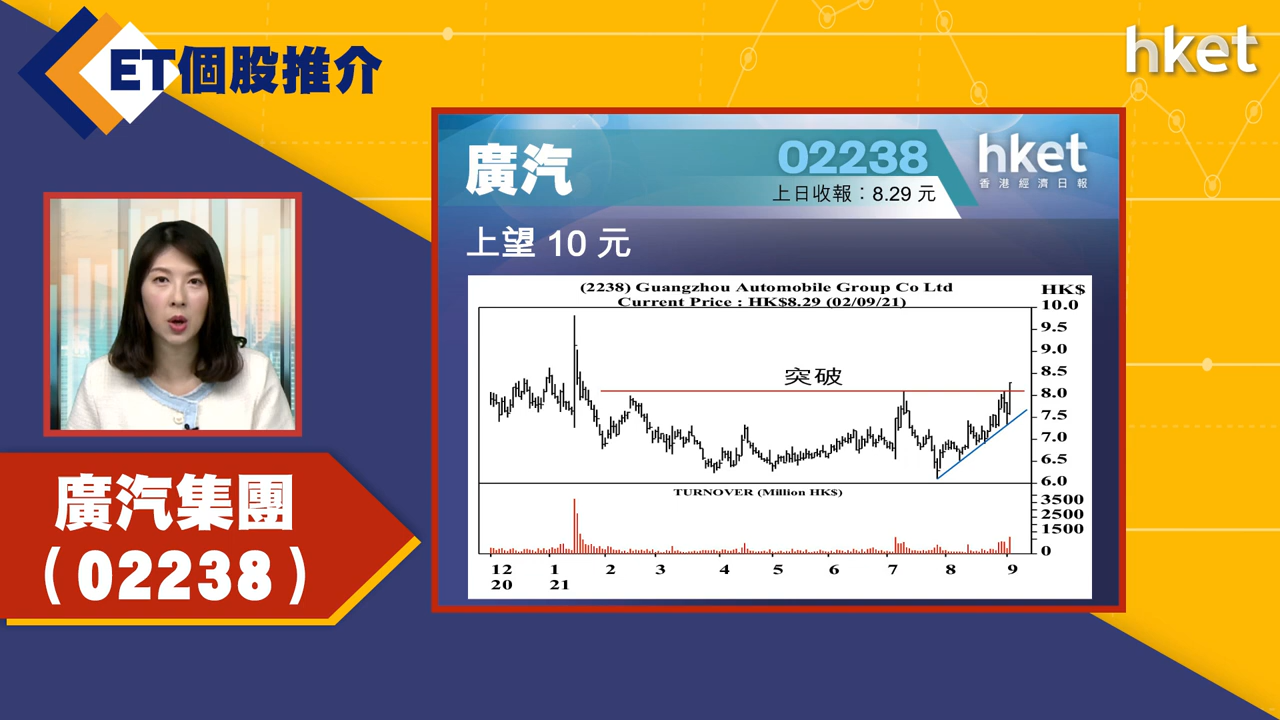 ET個股推介
hket
廣汽
02238
hket
香港經濟日報
上日收報：8.29 元
上望 10 元
(2238) Guangzhou Automobile Group Co Ltd
Current Price : HK$8.29 (02/09/21)
HK$
10.0
9.5
9.0
8.5
8.0
7.5
7.0
6.5
6.0
突破
TURNOVER (Million HK$)
3500
2500
1500
0
12 1 2 3 4 5 6 7 8 9
20 21
廣汽集團
(02238)